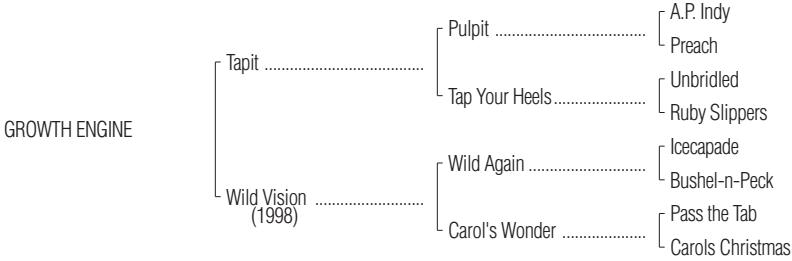 A.P. Indy
Pulpit ......................................
Preach
Tapit ........................................
Unbridled
Tap Your Heels.......................
Ruby Slippers
GROWTH ENGINE
Icecapade
Wild Again ..............................
Bushel-n-Peck
Wild Vision ...........................
(1998)
Pass the Tab
Carol's Wonder .....................
Carols Christmas